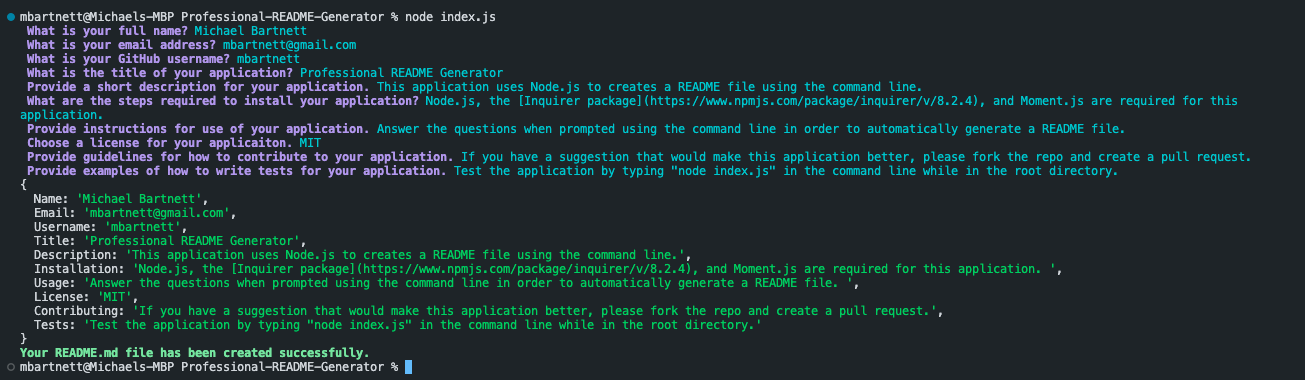 mbartnett@Michaels-MBP Professional-README-Generator % node index.js
What is your full name? Michael Bartnett
What is your email address? mbartnett@gmail.com
What is your GitHub username? mbartnett
What is the title of your application? Professional README Generator
Provide a short description for your application. This application uses Node.js to creates a README file using the command line.
What are the steps required to install your application? Node.js, the [Inquirer package](https://www.npmjs.com/package/inquirer/v/8.2.4), and Moment.js are required for this
application.
Provide instructions for use of your application. Answer the questions when prompted using the command line in order to automatically generate a README file.
Choose a license for your applicaiton. MIT
Provide guidelines for how to contribute to your application. If you have a suggestion that would make this application better, please fork the repo and create a pull request.
Provide examples of how to write tests for your application. Test the application by typing "node index.js" in the command line while in the root directory.
{
Name: 'Michael Bartnett',
Email: 'mbartnett@gmail.com',
Username: 'mbartnett',
Title: 'Professional README Generator',
Description: 'This application uses Node.js to creates a README file using the command line.',
Installation: 'Node.js, the [Inquirer package](https://www.npmjs.com/package/inquirer/v/8.2.4), and Moment.js are required for this application. ',
Usage: 'Answer the questions when prompted using the command line in order to automatically generate a README file. ',
License: 'MIT',
Contributing: 'If you have a suggestion that would make this application better, please fork the repo and create a pull request.',
Tests: 'Test the application by typing "node index.js" in the command line while in the root directory.'
}
Your README.md file has been created successfully.
mbartnett@Michaels-MBP Professional-README-Generator %